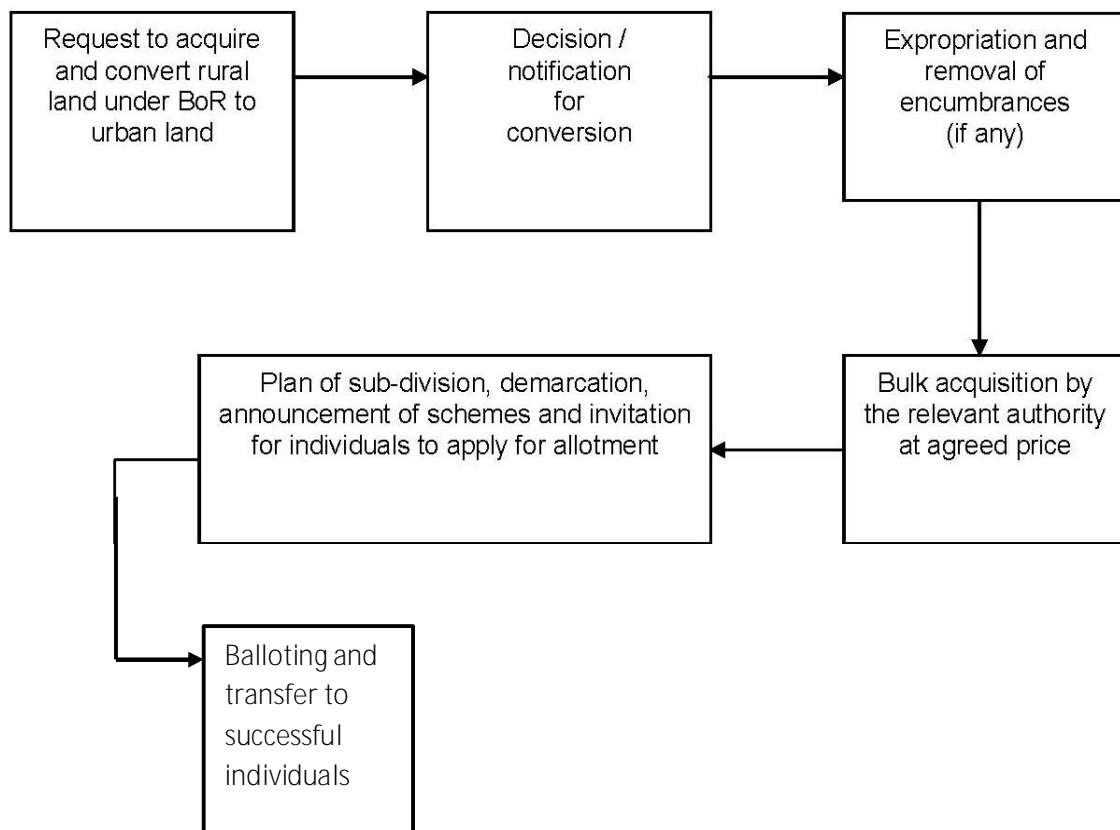 Request to acquire
and convert rural
land under BoR to
urban land
Decision /
notification
for
conversion
Expropriation and
removal of
encumbrances
(if any)
Bulk acquisition by
the relevant authority
at agreed price
Plan of sub-division, demarcation,
announcement of schemes and invitation
for individuals to apply for allotment
Balloting and
transfer to
successful
individuals